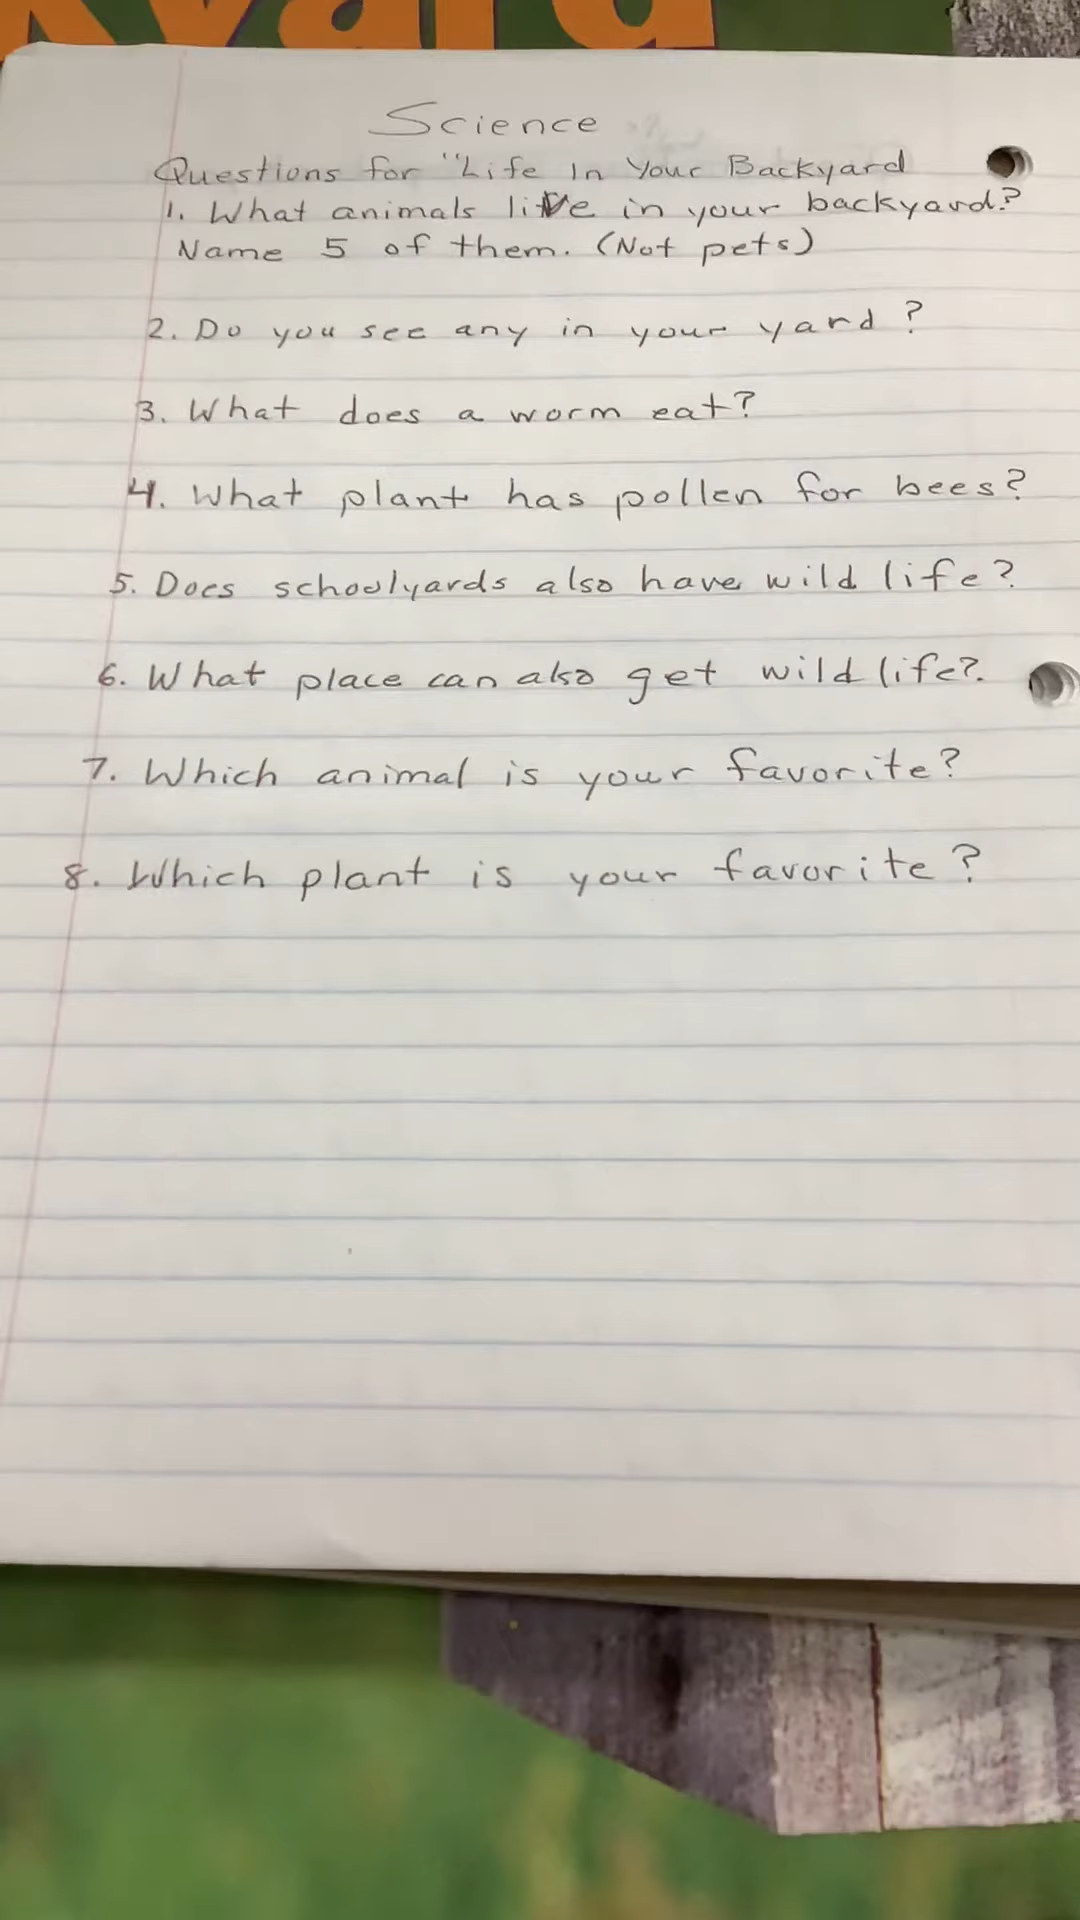 Science
Questions for "Life In Your Backyard
1. What animals live in your backyard?
Name 5 of them. (Not pets)
2. Do you see any in your yard?
3. What does a worm eat?
4. What plant has pollen for bees?
5. Does schoolyards also have wild life?
6. What place can also get wild life?.
7. Which animal is your favorite?
8. Which plant is your favorite?